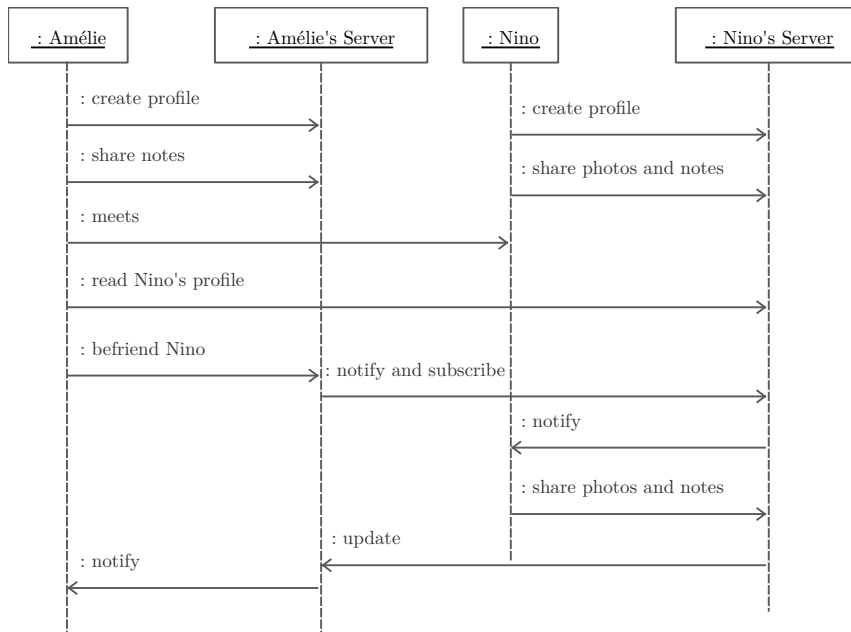 : Amélie
: Amélie's Server
: Nino
: Nino's Server
: create profile
: create profile
: share notes
: share photos and notes
: meets
: read Nino's profile
: befriend Nino
: notify and subscribe
: notify
: share photos and notes
: update
: notify